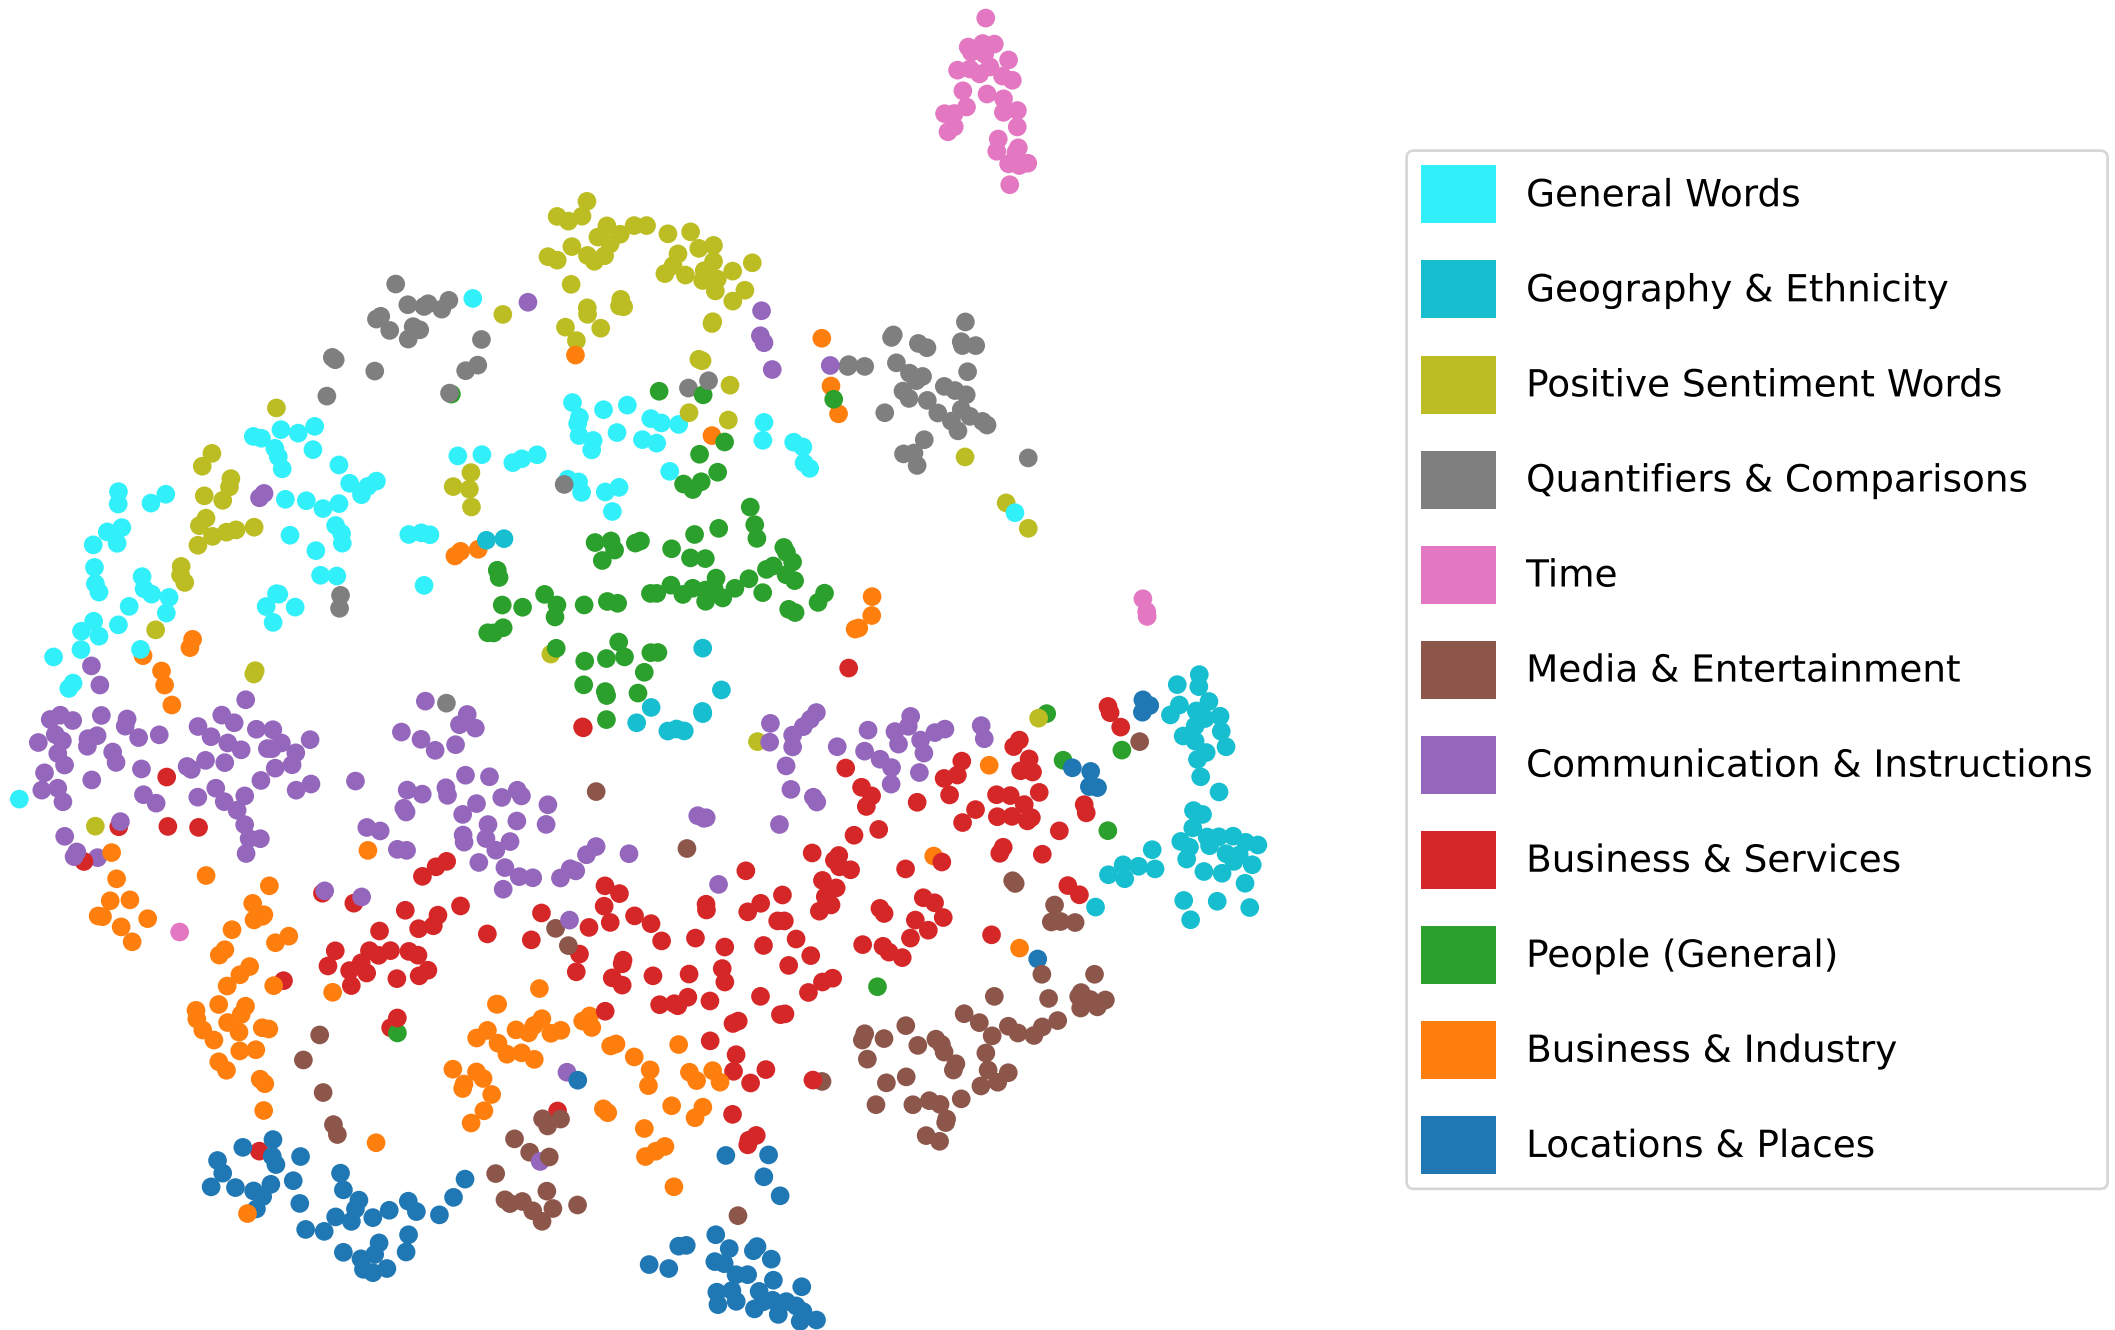 General Words
Geography & Ethnicity
Positive Sentiment Words
Quantifiers & Comparisons
Time
Media & Entertainment
Communication & Instructions
Business & Services
People (General)
Business & Industry
Locations & Places